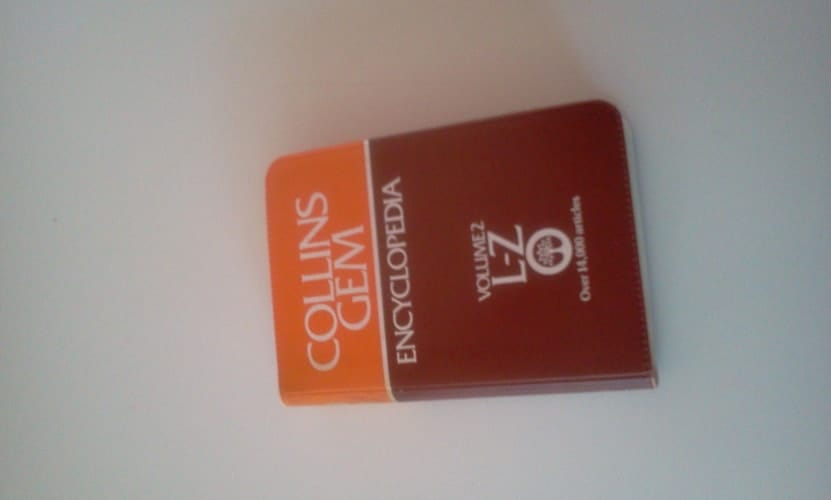 COLLINS
GEM
ENCYCLOPEDIA
VOLUME 2
L-Z
Over 14,000 articles